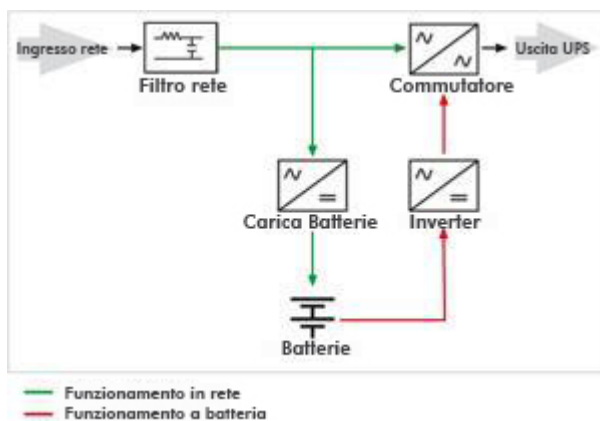 Ingresso rete
Uscita UPS
Filtro rete
Commutatore
Carica Batterie
Inverter
Batterie
Funzionamento in rete
Funzionamento a batteria